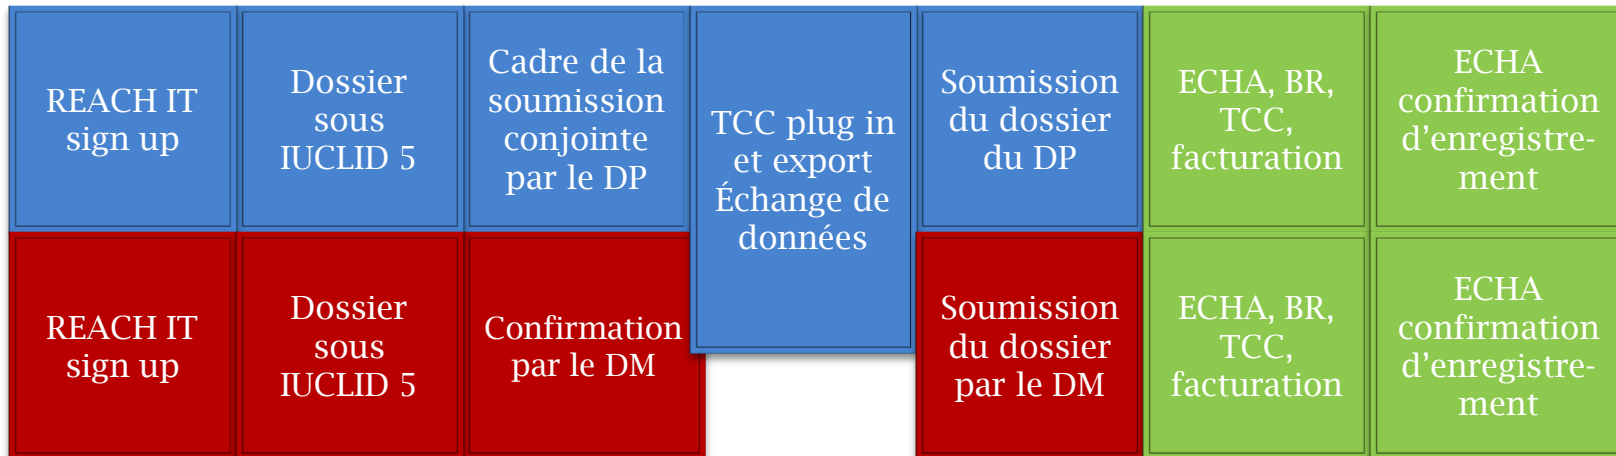 REACH IT
sign up
Dossier
sous
IUCLID 5
Cadre de la
soumission
conjointe
par le DP
TCC plug in
et export
Échange de
données
Soumission
du dossier
du DP
ECHA, BR,
TCC,
facturation
ECHA
confirmation
d’enregistre-
ment
REACH IT
sign up
Dossier
sous
IUCLID 5
Confirmation
par le DM
Soumission
du dossier
par le DM
ECHA, BR,
TCC,
facturation
ECHA
confirmation
d’enregistre-
ment